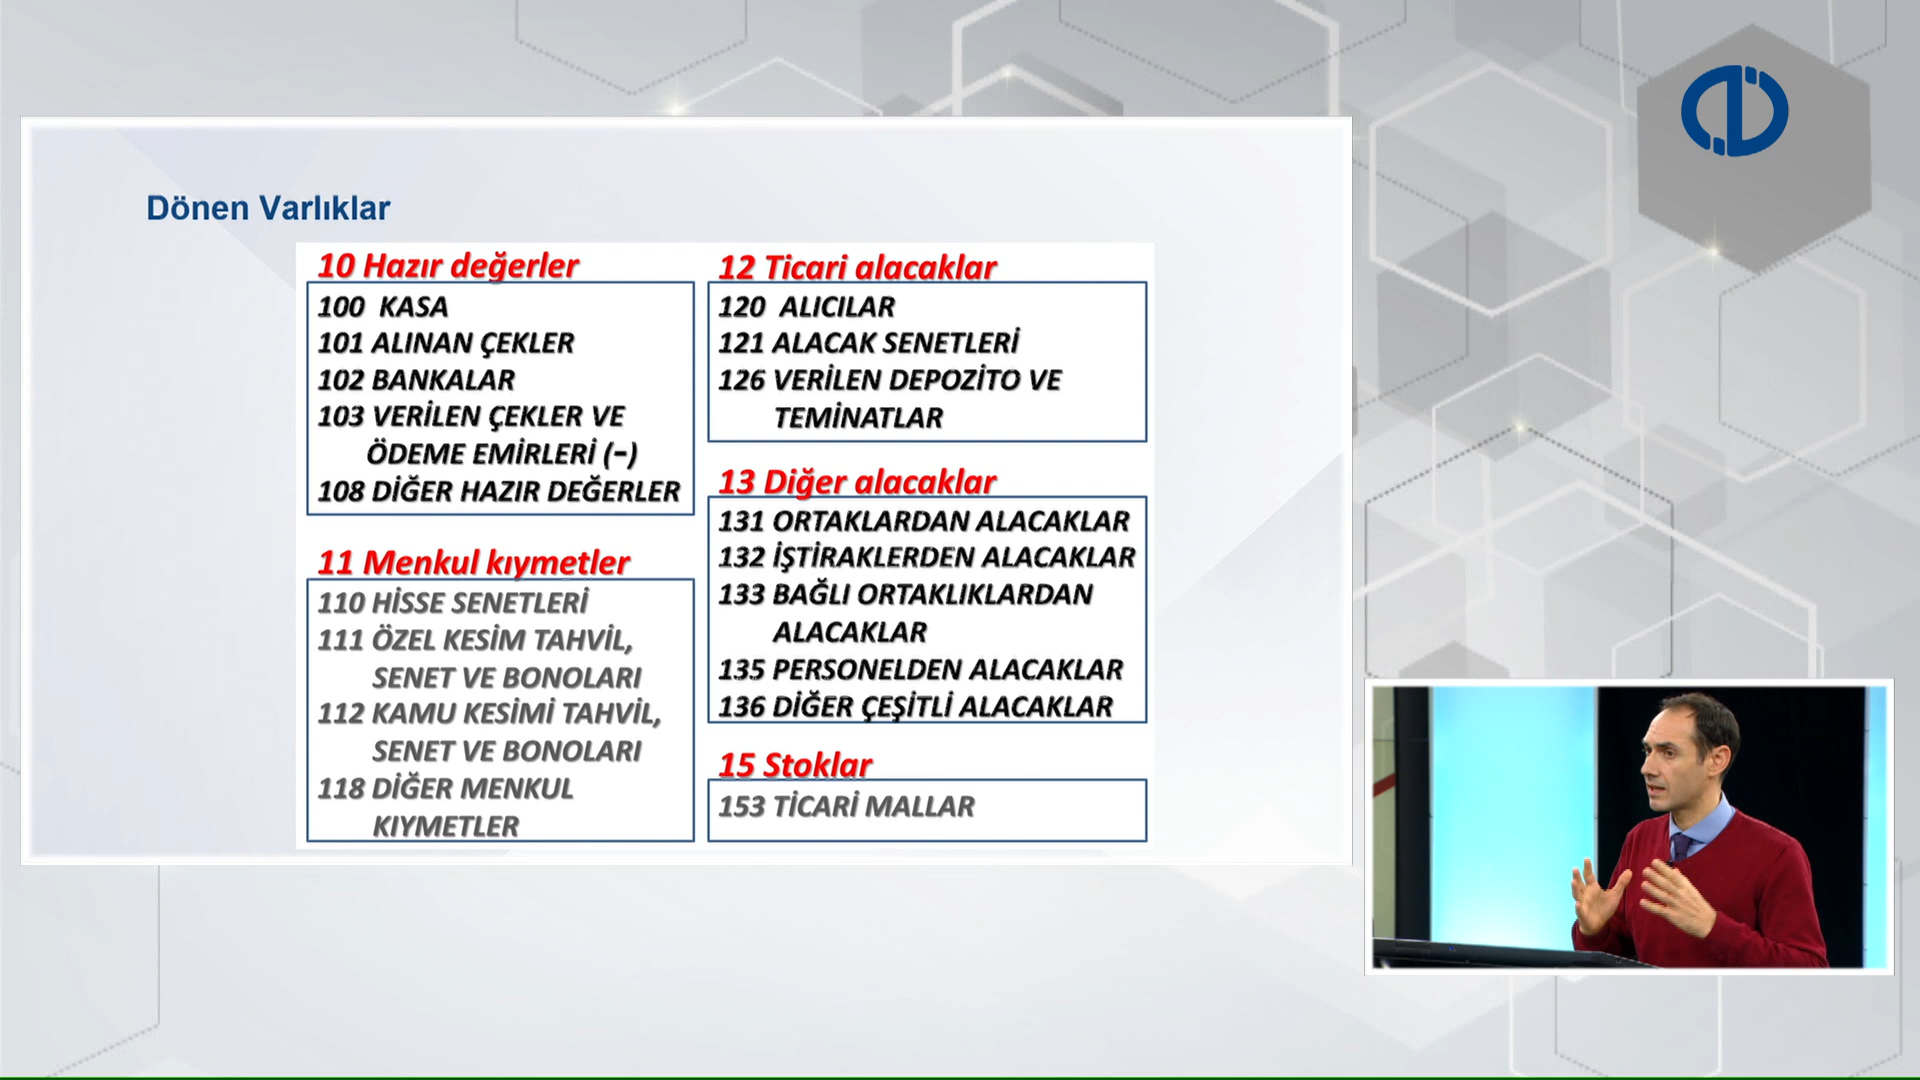 Dönen Varlıklar
10 Hazır değerler
100 KASA
101 ALINAN ÇEKLER
102 BANKALAR
103 VERİLEN ÇEKLER VE
ÖDEME EMİRLERİ (−)
108 DİĞER HAZIR DEĞERLER
11 Menkul kıymetler
110 HİSSE SENETLERİ
111 ÖZEL KESİM TAHVİL,
SENET VE BONOLARI
112 KAMU KESİMİ TAHVİL,
SENET VE BONOLARI
118 DİĞER MENKUL
KIYMETLER
12 Ticari alacaklar
120 ALICILAR
121 ALACAK SENETLERİ
126 VERİLEN DEPOZİTO VE
TEMİNATLAR
13 Diğer alacaklar
131 ORTAKLARDAN ALACAKLAR
132 İŞTİRAKLERDEN ALACAKLAR
133 BAĞLI ORTAKLIKLARDAN
ALACAKLAR
135 PERSONELDEN ALACAKLAR
136 DİĞER ÇEŞİTLİ ALACAKLAR
15 Stoklar
153 TİCARİ MALLAR